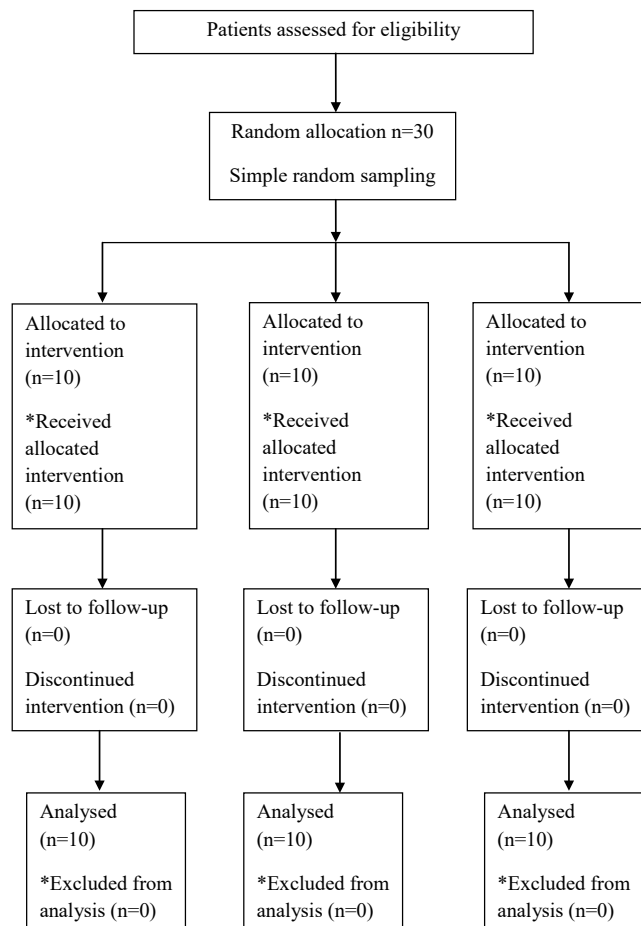 Patients assessed for eligibility
Random allocation n=30
Simple random sampling
Allocated to
intervention
(n=10)
*Received
allocated
intervention
(n=10)
Allocated to
intervention
(n=10)
*Received
allocated
intervention
(n=10)
Allocated to
intervention
(n=10)
*Received
allocated
intervention
(n=10)
Lost to follow-up
(n=0)
Discontinued
intervention (n=0)
Lost to follow-up
(n=0)
Discontinued
intervention (n=0)
Lost to follow-up
(n=0)
Discontinued
intervention (n=0)
Analysed
(n=10)
*Excluded from
analysis (n=0)
Analysed
(n=10)
*Excluded from
analysis (n=0)
Analysed
(n=10)
*Excluded from
analysis (n=0)